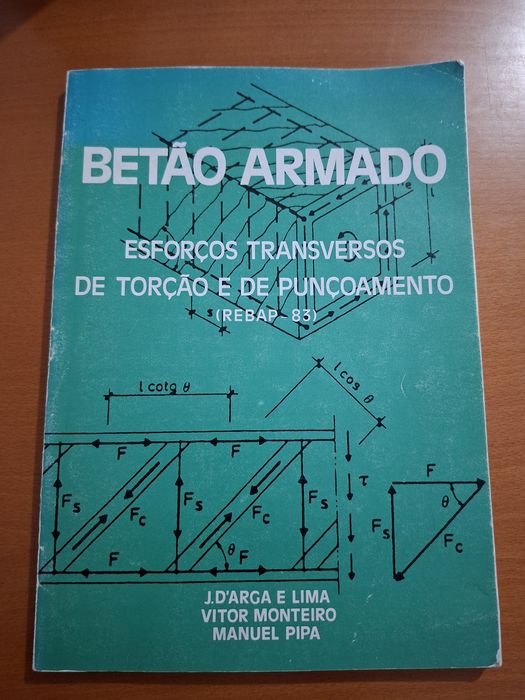 BETÃO ARMADO
e
ESFORÇOS TRANSVERSOS
DE TORÇÃO E DE PUNÇOAMENTO
s
(REBAP-83)
l cotg θ
l cos θ
F F
τ
F
Fs Fc Fs Fc
Fs
θ
Fs
Fc
F θ F
J.D'ARGA E LIMA
VITOR MONTEIRO
MANUEL PIPA